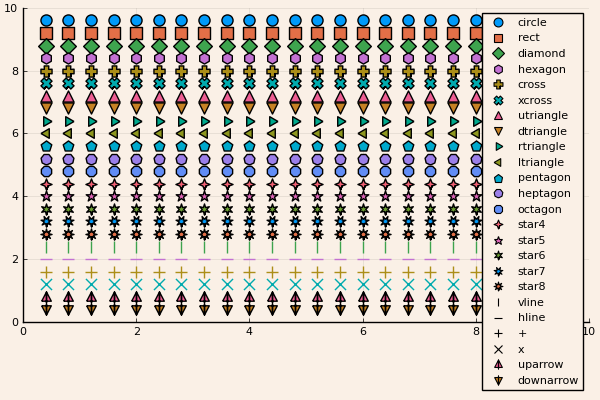 10
8
6
4
2
0
0
2
4
6
8
10
circle
rect
diamond
hexagon
cross
xcross
utriangle
dtriangle
rtriangle
ltriangle
pentagon
heptagon
octagon
star4
star5
star6
star7
star8
vline
hline
+
x
uparrow
downarrow